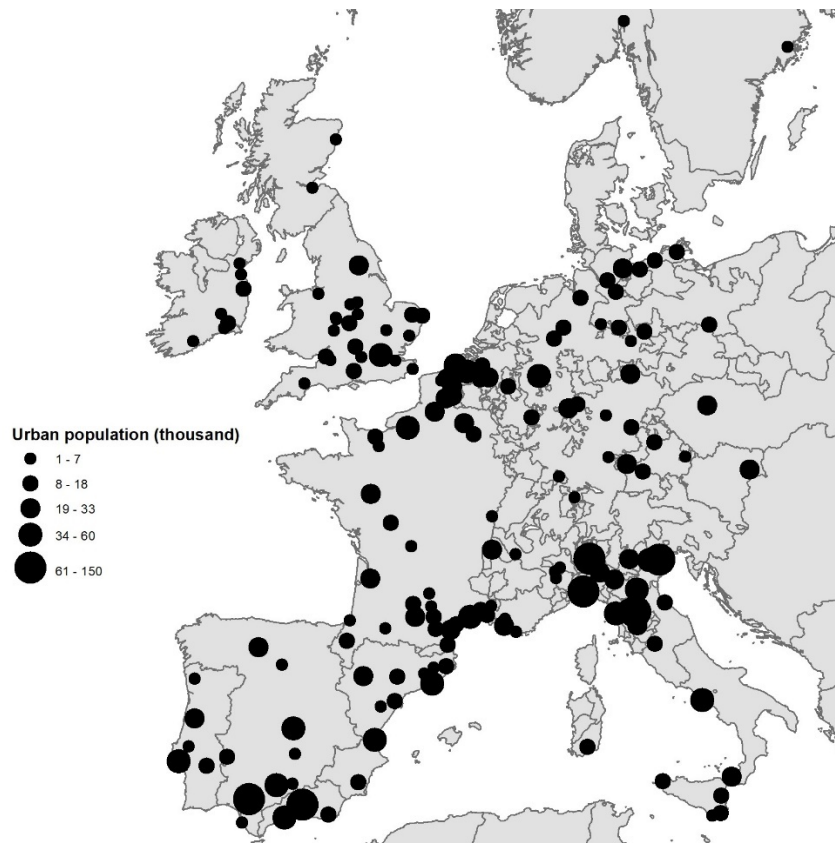 Urban population (thousand)
1 - 7
8 - 18
19 - 33
34 - 60
61 - 150